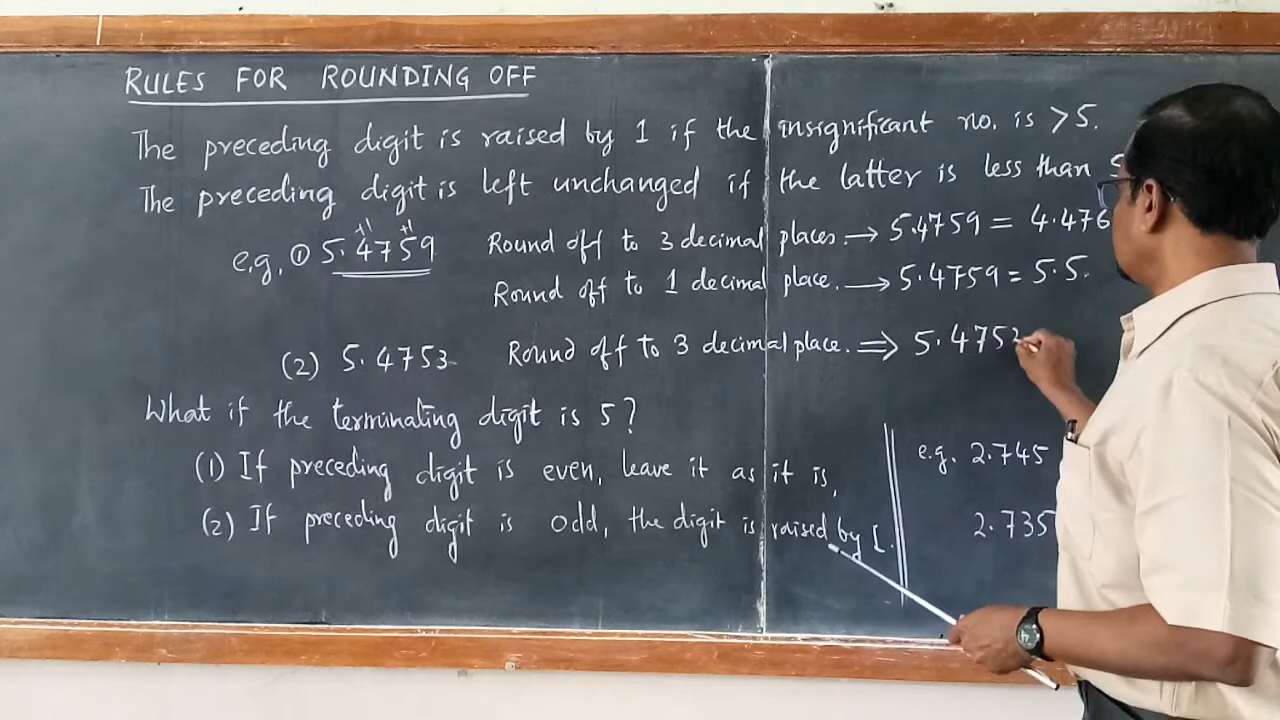 RULES FOR ROUNDING OFF
The preceding digit is raised by 1 if the insignificant no. is >5.
The preceding digit is left unchanged if the latter is less than 5
+1 +1
e.g. ① 5.4759 Round off to 3 decimal places. → 5.4759 = 4.476
Round off to 1 decimal place. → 5.4759 = 5.5.
(2) 5.4753 Round off to 3 decimal place. ⇒ 5.4753
What if the terminating digit is 5?
(1) If preceding digit is even, leave it as it is,
(2) If preceding digit is odd, the digit is raised by 1.
e.g. 2.745
2.735